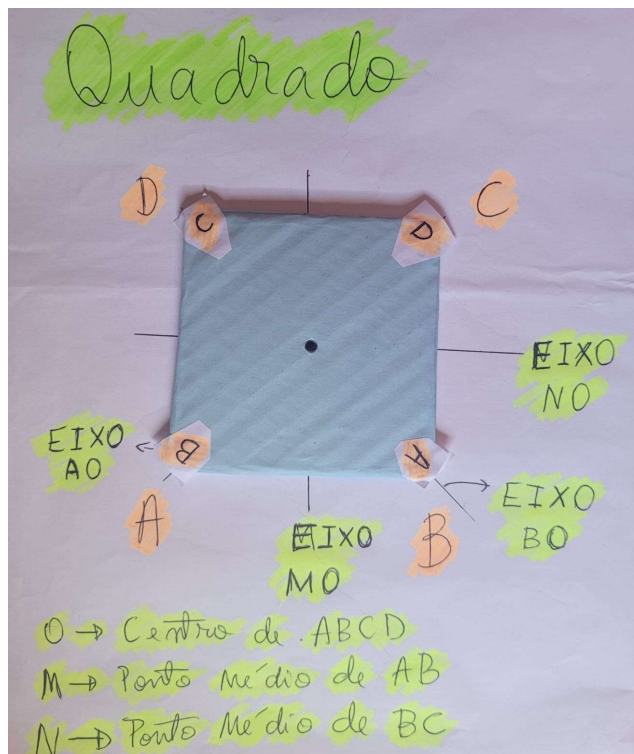 Quadrado
D
C
C
D
EIXO
NO
EIXO
AO
B
A
A
B
EIXO
BO
EIXO
MO
O → Centro de ABCD
M → Ponto Médio de AB
N → Ponto Médio de BC